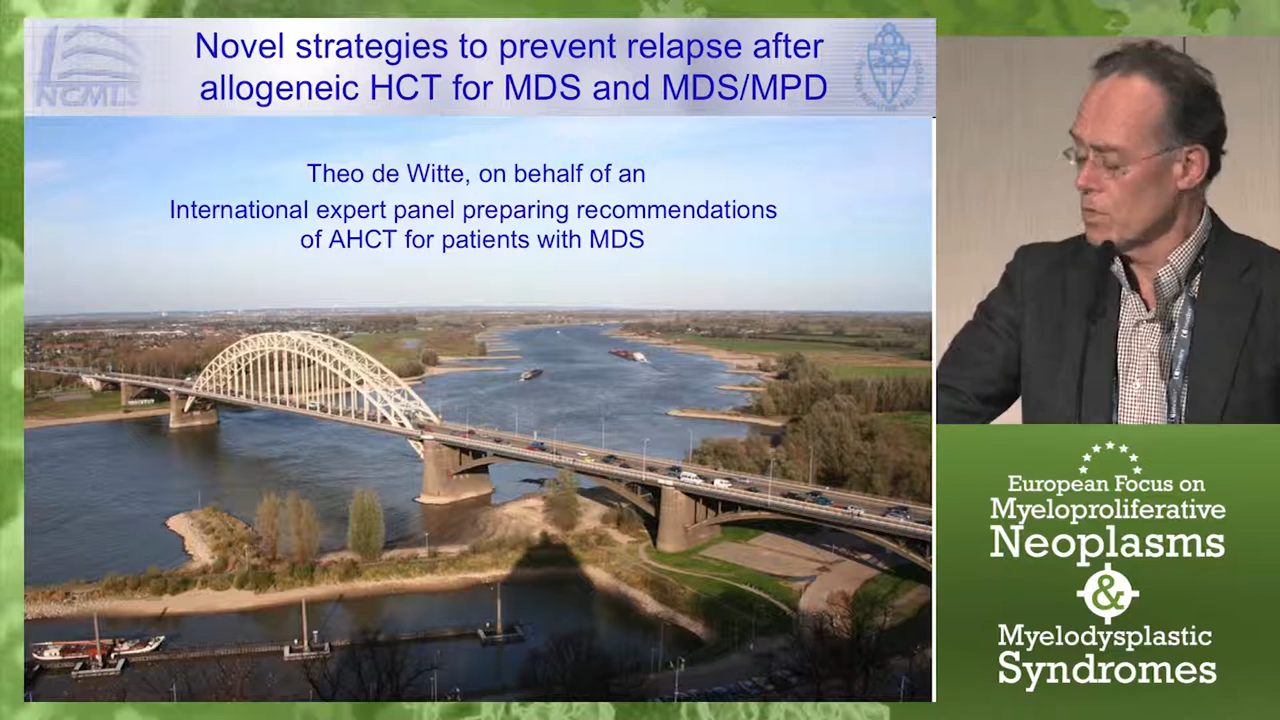 Novel strategies to prevent relapse after
allogeneic HCT for MDS and MDS/MPD
NCMLS
Theo de Witte, on behalf of an
International expert panel preparing recommendations
of AHCT for patients with MDS
European Focus on
Myeloproliferative
Neoplasms
&
Myelodysplastic
Syndromes